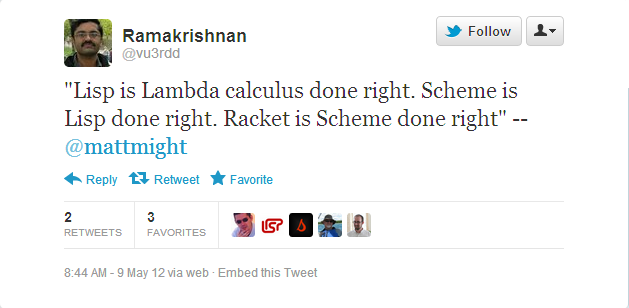 Ramakrishnan
@vu3rdd
Follow
"Lisp is Lambda calculus done right. Scheme is
Lisp done right. Racket is Scheme done right" --
@mattmight
Reply Retweet Favorite
2 3
RETWEETS FAVORITES
8:44 AM - 9 May 12 via web · Embed this Tweet